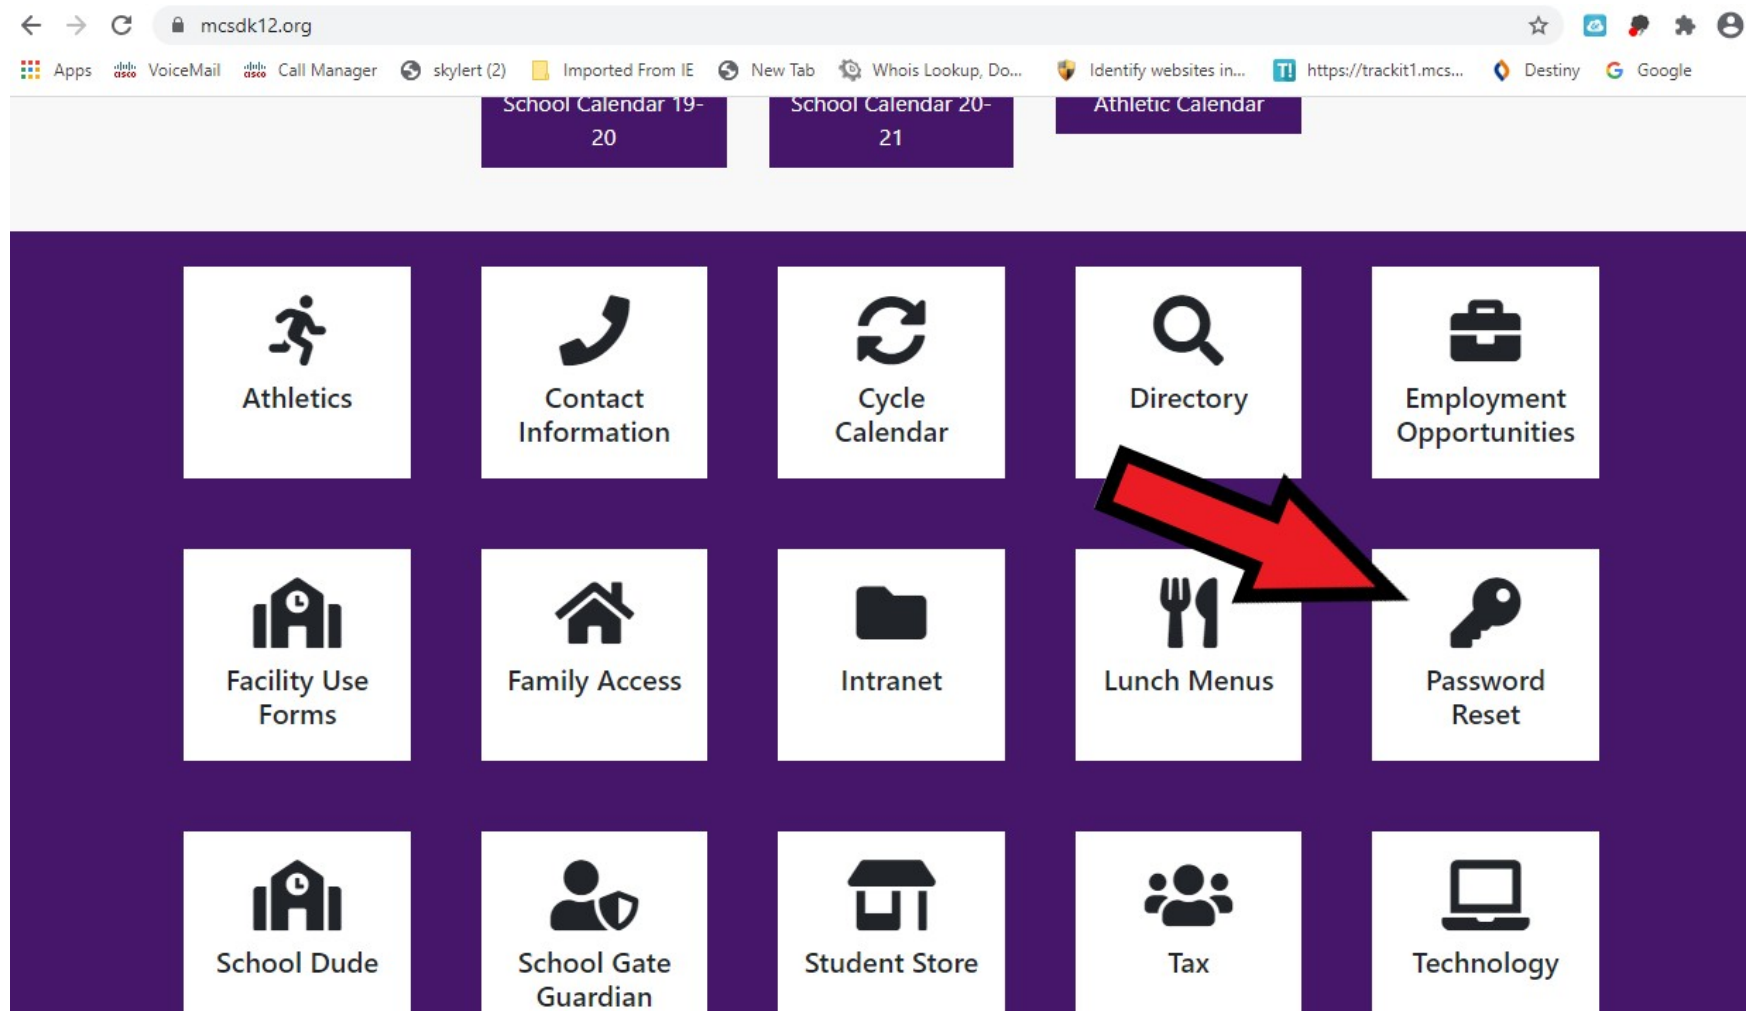 mcsdk12.org
Apps VoiceMail Call Manager skylert (2) Imported From IE New Tab Whois Lookup, Do... Identify websites in... https://trackit1.mcs... Destiny Google
School Calendar 19-
20
School Calendar 20-
21
Athletic Calendar
Athletics
Contact
Information
Cycle
Calendar
Directory
Employment
Opportunities
Facility Use
Forms
Family Access
Intranet
Lunch Menus
Password
Reset
School Dude
School Gate
Guardian
Student Store
Tax
Technology